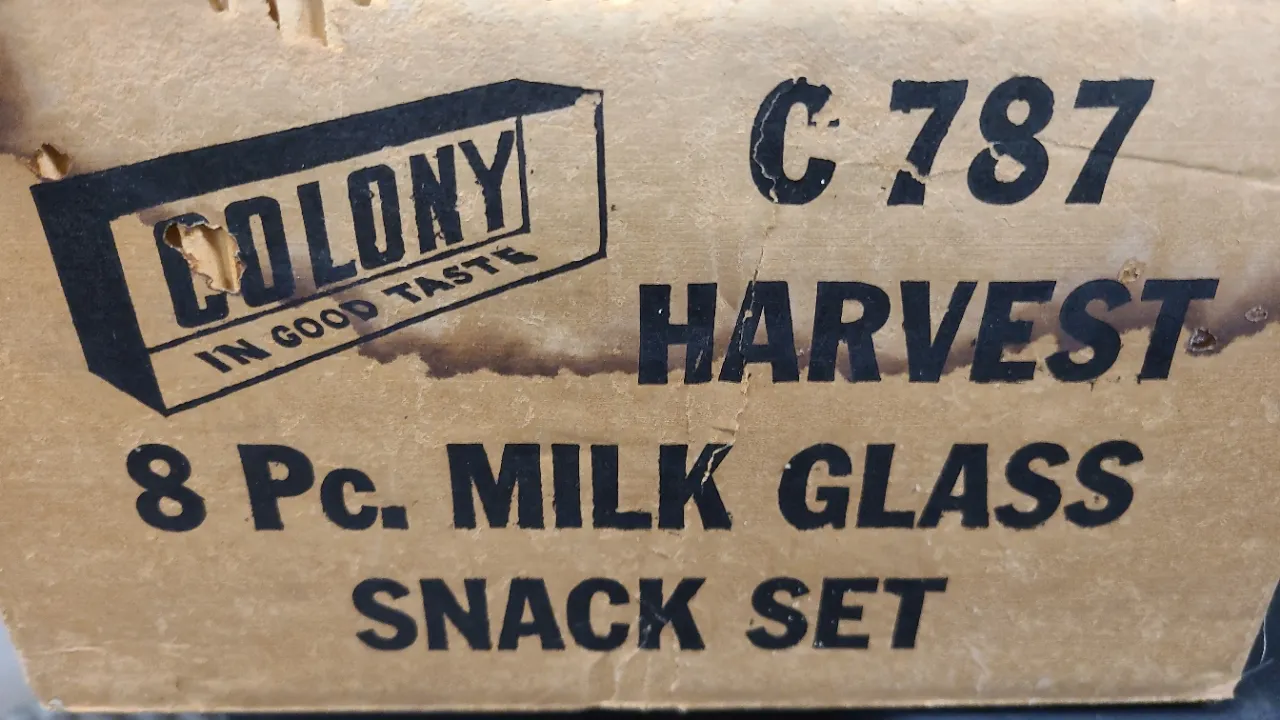 COLONY
IN GOOD TASTE
C 787
HARVEST
8 Pc. MILK GLASS
SNACK SET